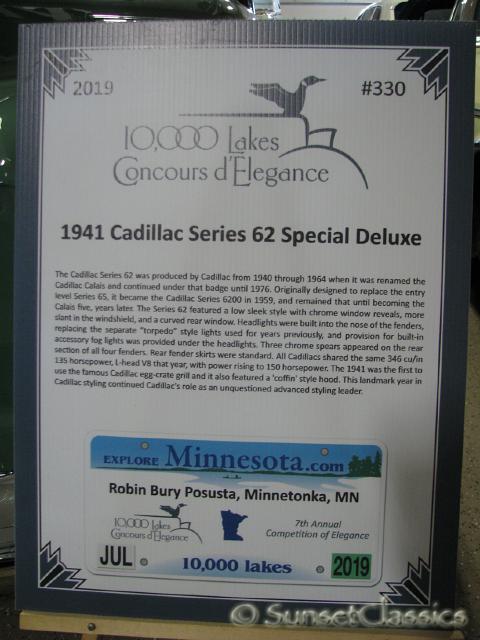 2019
#330
10,000 Lakes
Concours d'Elegance
1941 Cadillac Series 62 Special Deluxe
The Cadillac Series 62 was produced by Cadillac from 1940 through 1964 when it was renamed the
Cadillac Calais and continued under that badge until 1976. Originally designed to replace the entry
level Series 65, it became the Cadillac Series 6200 in 1959, and remained that until becoming the
Calais five, years later. The Series 62 featured a low sleek style with chrome window reveals, more
slant in the windshield, and a curved rear window. Headlights were built into the nose of the fenders,
replacing the separate "torpedo" style lights used for years previously, and provision for built-in
accessory fog lights was provided under the headlights. Three chrome spears appeared on the rear
section of all four fenders. Rear fender skirts were standard. All Cadillacs shared the same 346 cu/in
135 horsepower, L-head V8 that year, with power rising to 150 horsepower. The 1941 was the first to
use the famous Cadillac egg-crate grill and it also featured a 'coffin' style hood. This landmark year in
Cadillac styling continued Cadillac's role as an unquestioned advanced styling leader.
EXPLORE Minnesota.com
Robin Bury Posusta, Minnetonka, MN
10,000 Lakes
Concours d'Elegance
7th Annual
Competition of Elegance
JUL
10,000 lakes
2019
© SunsetClassics